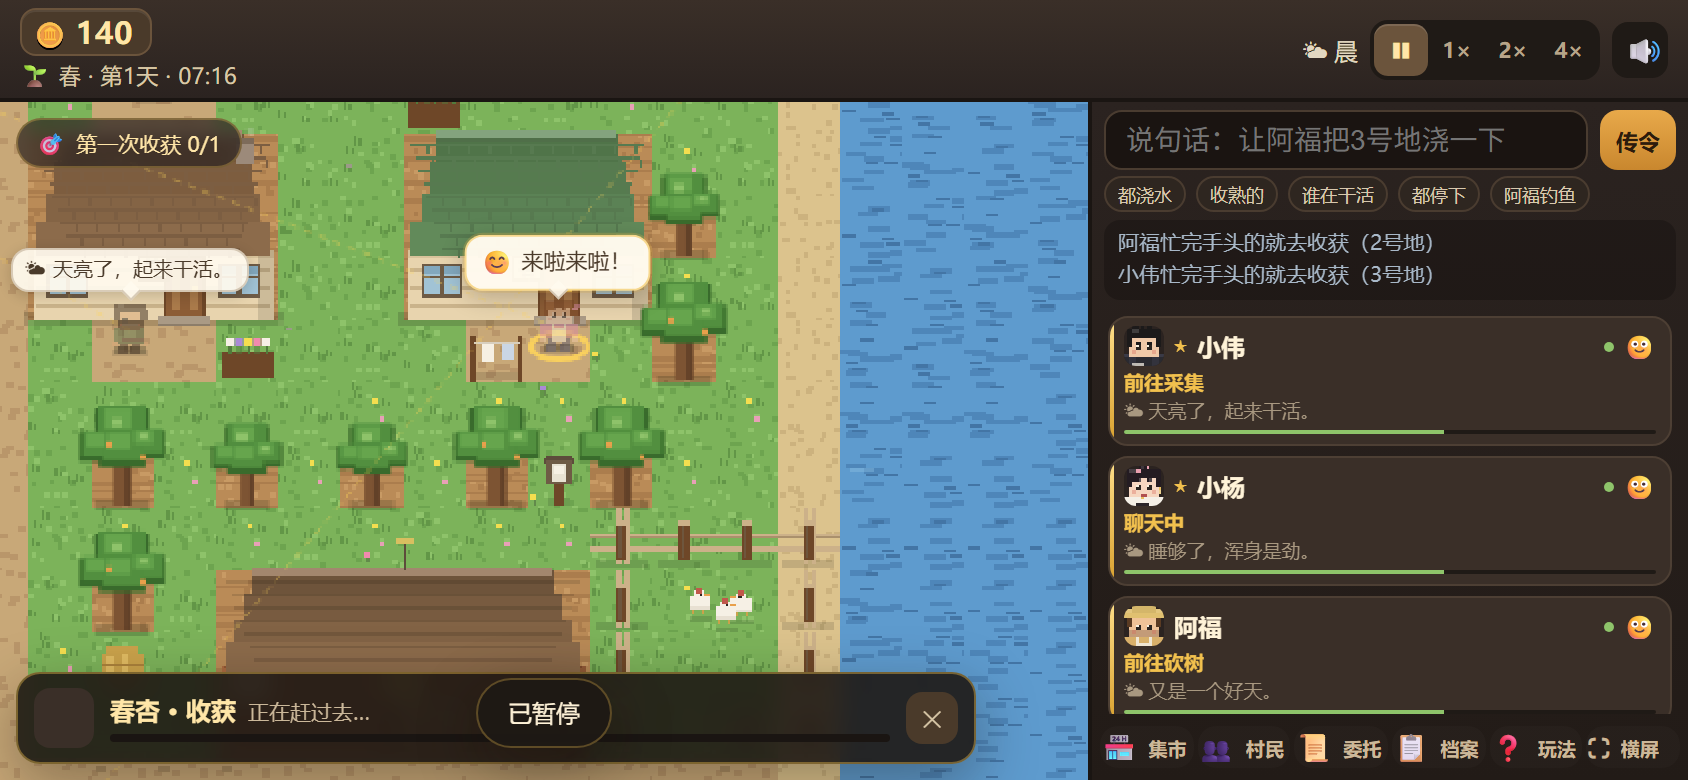 140
春 · 第1天 · 07:16
晨
1×
2×
4×
第一次收获 0/1
天亮了，起来干活。
来啦来啦！
春杏 · 收获 正在赶过去...
已暂停
说句话：让阿福把3号地浇一下
传令
都浇水
收熟的
谁在干活
都停下
阿福钓鱼
阿福忙完手头的就去收获（2号地）
小伟忙完手头的就去收获（3号地）
小伟
前往采集
天亮了，起来干活。
小杨
聊天中
睡够了，浑身是劲。
阿福
前往砍树
又是一个好天。
24 H
集市
村民
委托
档案
玩法
横屏